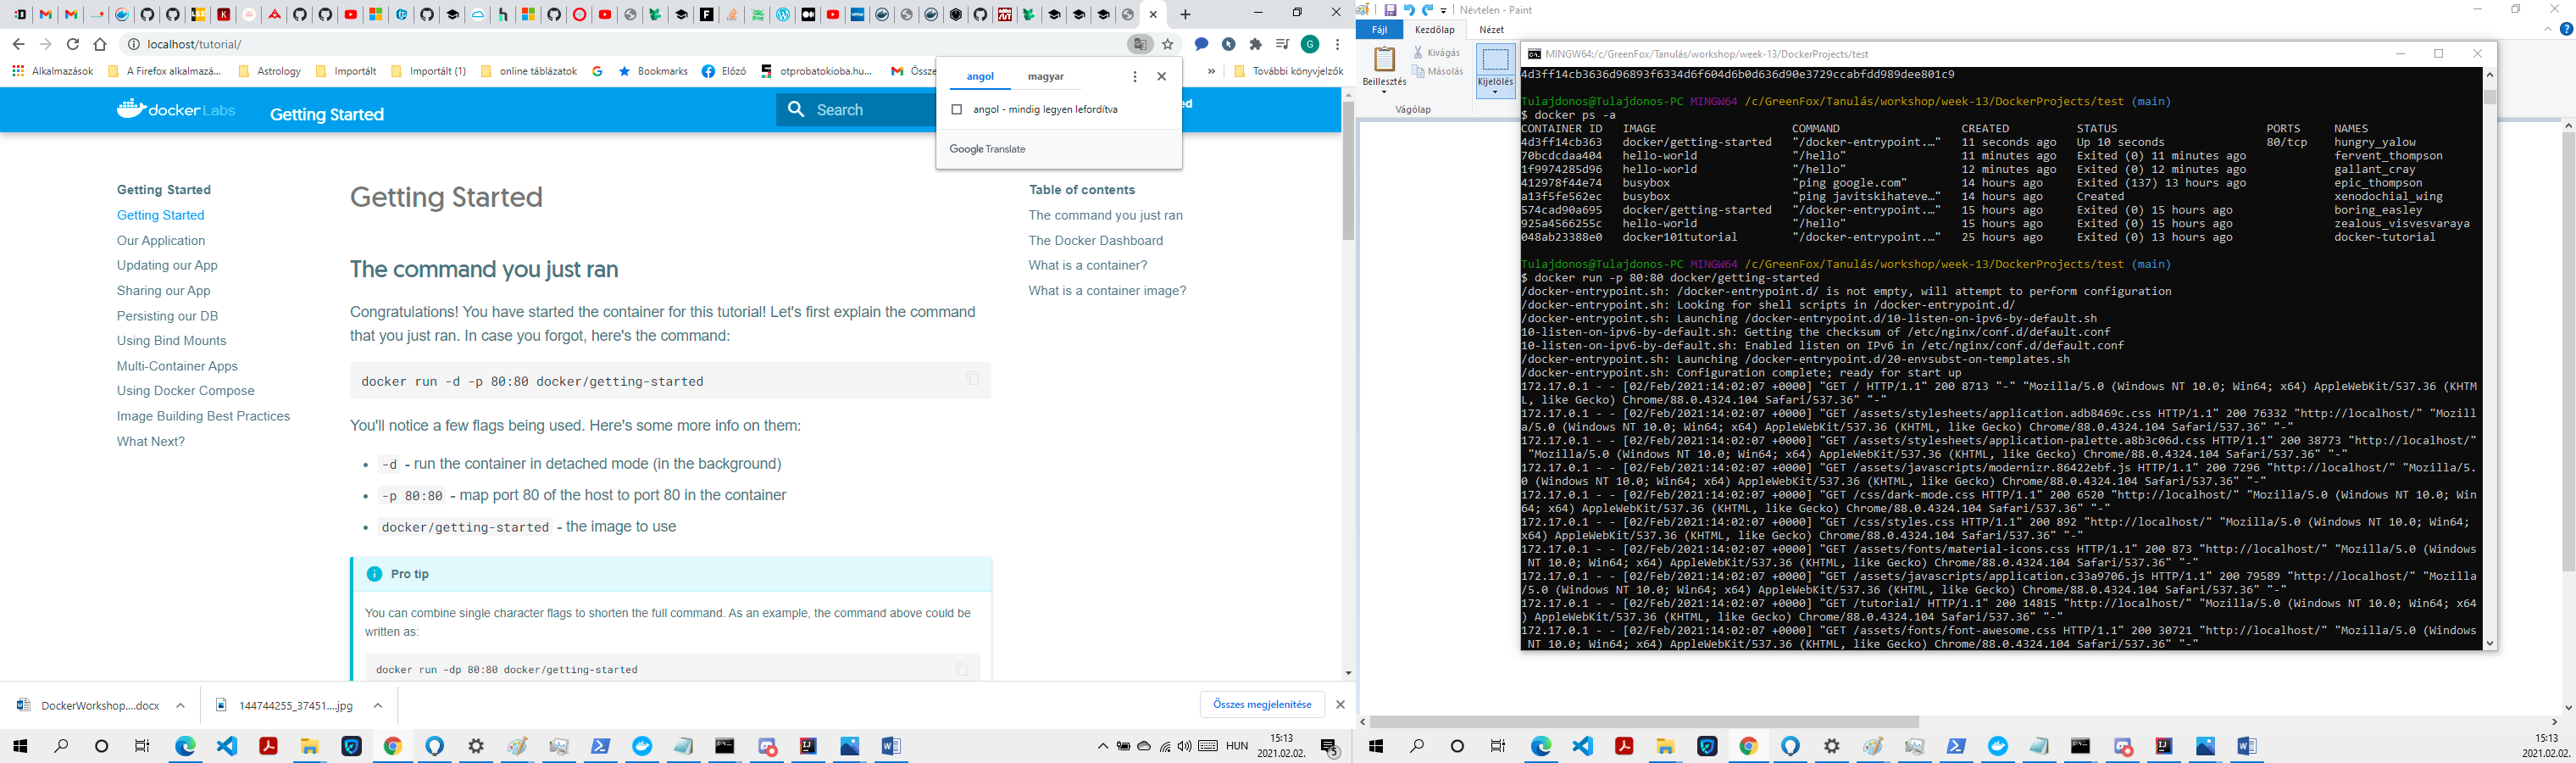 localhost/tutorial/
Alkalmazások
A Firefox alkalmazá...
Astrology
Importált
Importált (1)
online táblázatok
Bookmarks
Előző
otprobatokioba.hu...
Össze
»
További könyvjelzők
angol
magyar
angol - mindig legyen lefordítva
Google Translate
dockerLabs
Getting Started
Search
ed
Getting Started
Getting Started
Our Application
Updating our App
Sharing our App
Persisting our DB
Using Bind Mounts
Multi-Container Apps
Using Docker Compose
Image Building Best Practices
What Next?
Getting Started
The command you just ran
Congratulations! You have started the container for this tutorial! Let's first explain the command
that you just ran. In case you forgot, here's the command:
docker run -d -p 80:80 docker/getting-started
You'll notice a few flags being used. Here's some more info on them:
• -d - run the container in detached mode (in the background)
• -p 80:80 - map port 80 of the host to port 80 in the container
• docker/getting-started - the image to use
Pro tip
You can combine single character flags to shorten the full command. As an example, the command above could be
written as:
docker run -dp 80:80 docker/getting-started
Table of contents
The command you just ran
The Docker Dashboard
What is a container?
What is a container image?
DockerWorkshop....docx
144744255_37451....jpg
Összes megjelenítése
HUN
15:13
2021.02.02.
5
Névtelen - Paint
Fájl
Kezdőlap
Nézet
Beillesztés
Kivágás
Másolás
Vágólap
Kijelölés
MINGW64:/c/GreenFox/Tanulás/workshop/week-13/DockerProjects/test
4d3ff14cb3636d96893f6334d6f604d6b0d636d90e3729ccabfdd989dee801c9
Tulajdonos@Tulajdonos-PC MINGW64 /c/GreenFox/Tanulás/workshop/week-13/DockerProjects/test (main)
$ docker ps -a
CONTAINER ID IMAGE COMMAND CREATED STATUS PORTS NAMES
4d3ff14cb363 docker/getting-started "/docker-entrypoint.…" 11 seconds ago Up 10 seconds 80/tcp hungry_yalow
70bcdcdaa404 hello-world "/hello" 11 minutes ago Exited (0) 11 minutes ago fervent_thompson
1f9974285d96 hello-world "/hello" 12 minutes ago Exited (0) 12 minutes ago gallant_cray
412978f44e74 busybox "ping google.com" 14 hours ago Exited (137) 13 hours ago epic_thompson
a13f5fe562ec busybox "ping javitskihateve…" 14 hours ago Created xenodochial_wing
574cad90a695 docker/getting-started "/docker-entrypoint.…" 15 hours ago Exited (0) 15 hours ago boring_easley
925a4566255c hello-world "/hello" 15 hours ago Exited (0) 15 hours ago zealous_visvesvaraya
048ab23388e0 docker101tutorial "/docker-entrypoint.…" 25 hours ago Exited (0) 13 hours ago docker-tutorial
Tulajdonos@Tulajdonos-PC MINGW64 /c/GreenFox/Tanulás/workshop/week-13/DockerProjects/test (main)
$ docker run -p 80:80 docker/getting-started
/docker-entrypoint.sh: /docker-entrypoint.d/ is not empty, will attempt to perform configuration
/docker-entrypoint.sh: Looking for shell scripts in /docker-entrypoint.d/
/docker-entrypoint.sh: Launching /docker-entrypoint.d/10-listen-on-ipv6-by-default.sh
10-listen-on-ipv6-by-default.sh: Getting the checksum of /etc/nginx/conf.d/default.conf
10-listen-on-ipv6-by-default.sh: Enabled listen on IPv6 in /etc/nginx/conf.d/default.conf
/docker-entrypoint.sh: Launching /docker-entrypoint.d/20-envsubst-on-templates.sh
/docker-entrypoint.sh: Configuration complete; ready for start up
172.17.0.1 - - [02/Feb/2021:14:02:07 +0000] "GET / HTTP/1.1" 200 8713 "-" "Mozilla/5.0 (Windows NT 10.0; Win64; x64) AppleWebKit/537.36 (KHTM
L, like Gecko) Chrome/88.0.4324.104 Safari/537.36" "-"
172.17.0.1 - - [02/Feb/2021:14:02:07 +0000] "GET /assets/stylesheets/application.adb8469c.css HTTP/1.1" 200 76332 "http://localhost/" "Mozill
a/5.0 (Windows NT 10.0; Win64; x64) AppleWebKit/537.36 (KHTML, like Gecko) Chrome/88.0.4324.104 Safari/537.36" "-"
172.17.0.1 - - [02/Feb/2021:14:02:07 +0000] "GET /assets/stylesheets/application-palette.a8b3c06d.css HTTP/1.1" 200 38773 "http://localhost/"
"Mozilla/5.0 (Windows NT 10.0; Win64; x64) AppleWebKit/537.36 (KHTML, like Gecko) Chrome/88.0.4324.104 Safari/537.36" "-"
172.17.0.1 - - [02/Feb/2021:14:02:07 +0000] "GET /assets/javascripts/modernizr.86422ebf.js HTTP/1.1" 200 7296 "http://localhost/" "Mozilla/5.
0 (Windows NT 10.0; Win64; x64) AppleWebKit/537.36 (KHTML, like Gecko) Chrome/88.0.4324.104 Safari/537.36" "-"
172.17.0.1 - - [02/Feb/2021:14:02:07 +0000] "GET /css/dark-mode.css HTTP/1.1" 200 6520 "http://localhost/" "Mozilla/5.0 (Windows NT 10.0; Win
64; x64) AppleWebKit/537.36 (KHTML, like Gecko) Chrome/88.0.4324.104 Safari/537.36" "-"
172.17.0.1 - - [02/Feb/2021:14:02:07 +0000] "GET /css/styles.css HTTP/1.1" 200 892 "http://localhost/" "Mozilla/5.0 (Windows NT 10.0; Win64;
x64) AppleWebKit/537.36 (KHTML, like Gecko) Chrome/88.0.4324.104 Safari/537.36" "-"
172.17.0.1 - - [02/Feb/2021:14:02:07 +0000] "GET /assets/fonts/material-icons.css HTTP/1.1" 200 873 "http://localhost/" "Mozilla/5.0 (Windows
NT 10.0; Win64; x64) AppleWebKit/537.36 (KHTML, like Gecko) Chrome/88.0.4324.104 Safari/537.36" "-"
172.17.0.1 - - [02/Feb/2021:14:02:07 +0000] "GET /assets/javascripts/application.c33a9706.js HTTP/1.1" 200 79589 "http://localhost/" "Mozilla
/5.0 (Windows NT 10.0; Win64; x64) AppleWebKit/537.36 (KHTML, like Gecko) Chrome/88.0.4324.104 Safari/537.36" "-"
172.17.0.1 - - [02/Feb/2021:14:02:07 +0000] "GET /tutorial/ HTTP/1.1" 200 14815 "http://localhost/" "Mozilla/5.0 (Windows NT 10.0; Win64; x64
) AppleWebKit/537.36 (KHTML, like Gecko) Chrome/88.0.4324.104 Safari/537.36" "-"
172.17.0.1 - - [02/Feb/2021:14:02:07 +0000] "GET /assets/fonts/font-awesome.css HTTP/1.1" 200 30721 "http://localhost/" "Mozilla/5.0 (Windows
NT 10.0; Win64; x64) AppleWebKit/537.36 (KHTML, like Gecko) Chrome/88.0.4324.104 Safari/537.36" "-"
15:13
2021.02.02.